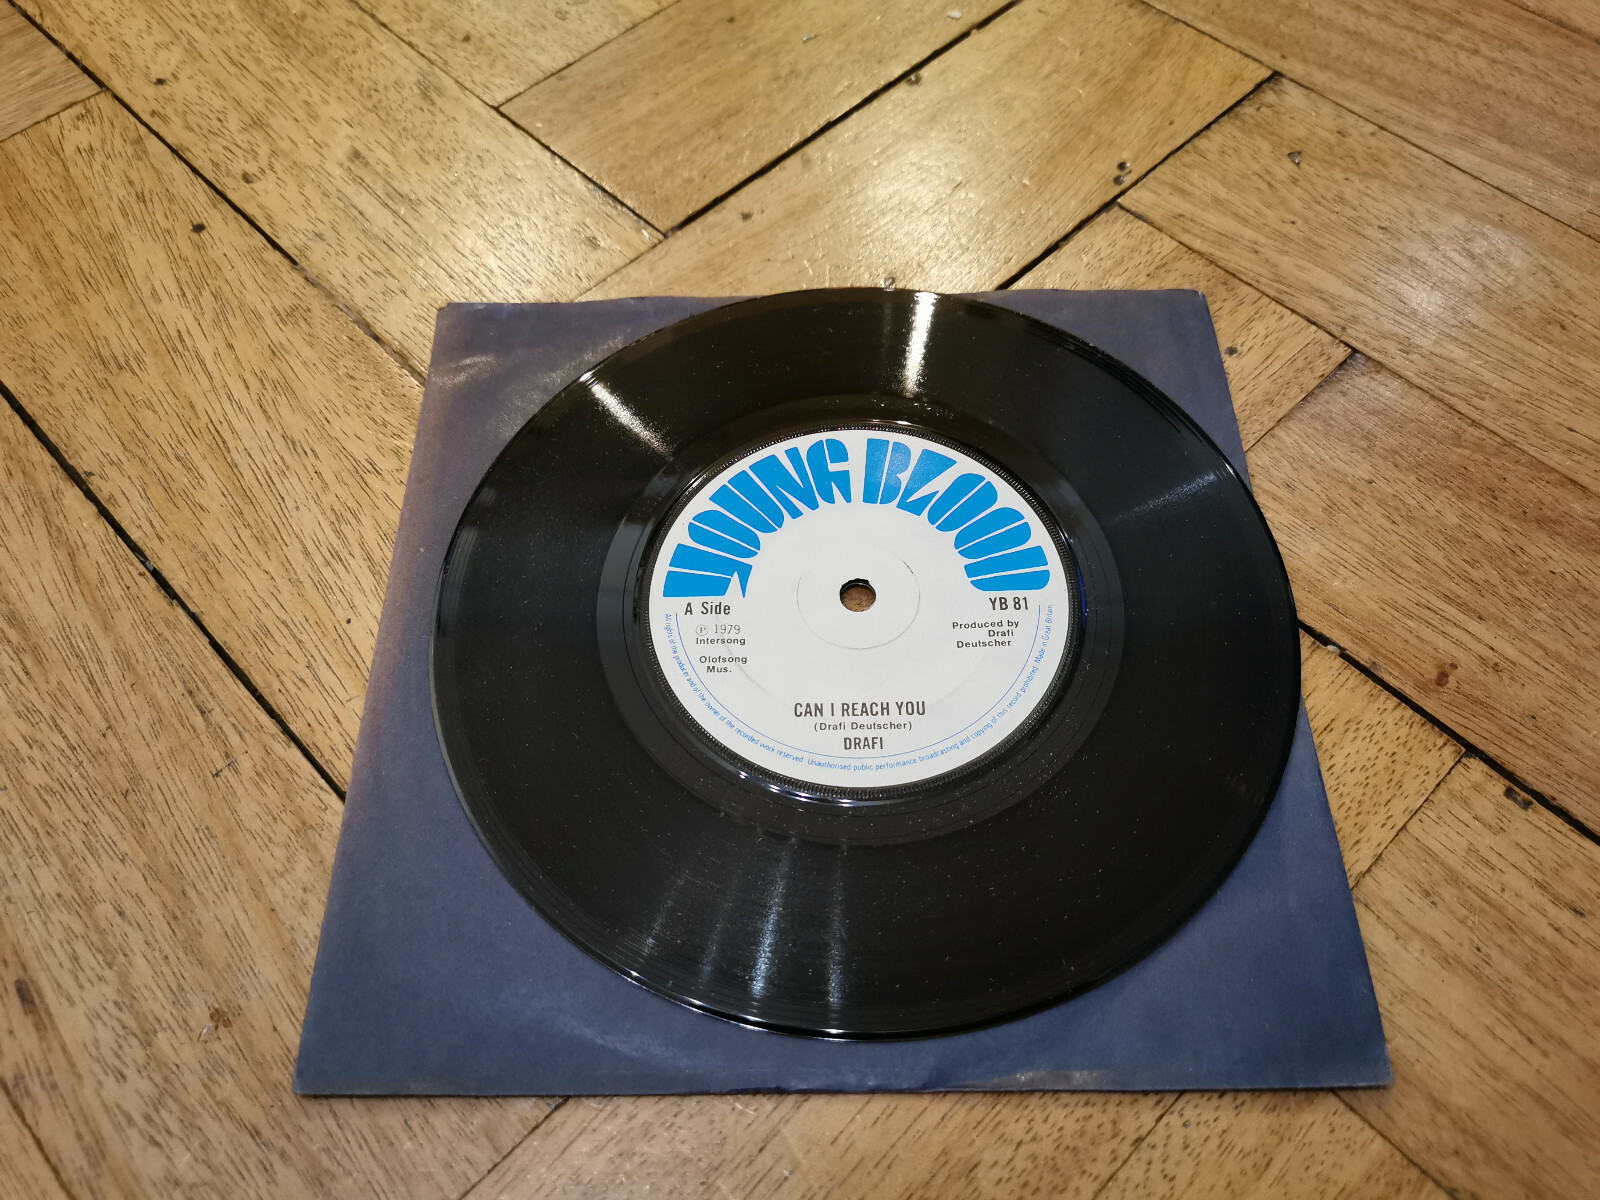 YOUNG BLOOD
A Side
YB 81
℗ 1979
Intersong
Olofsong
Mus.
Produced by
Drafi
Deutscher
CAN I REACH YOU
(Drafi Deutscher)
DRAFI
All rights of the producer and of the owner of the recorded work reserved Unauthorised public performance broadcasting and copying of this record prohibited Made in Great Britain